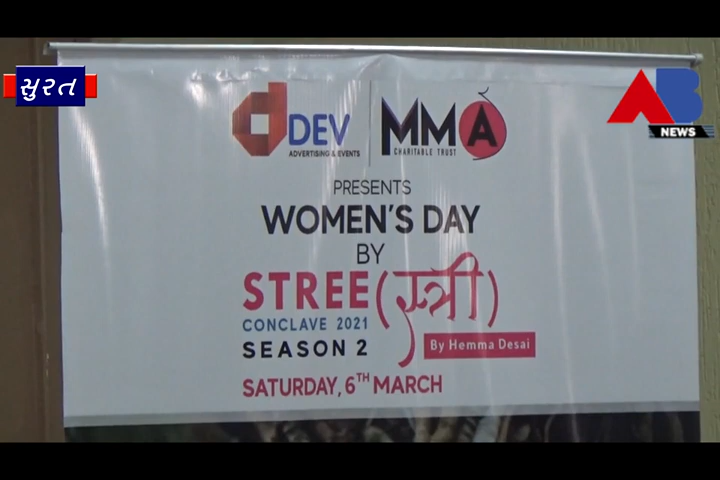 સુરત
AB
NEWS
DEV
ADVERTISING & EVENTS
MMA
CHARITABLE TRUST
PRESENTS
WOMEN'S DAY
BY
STREE (स्त्री)
CONCLAVE 2021
SEASON 2
By Hemma Desai
SATURDAY, 6TH MARCH